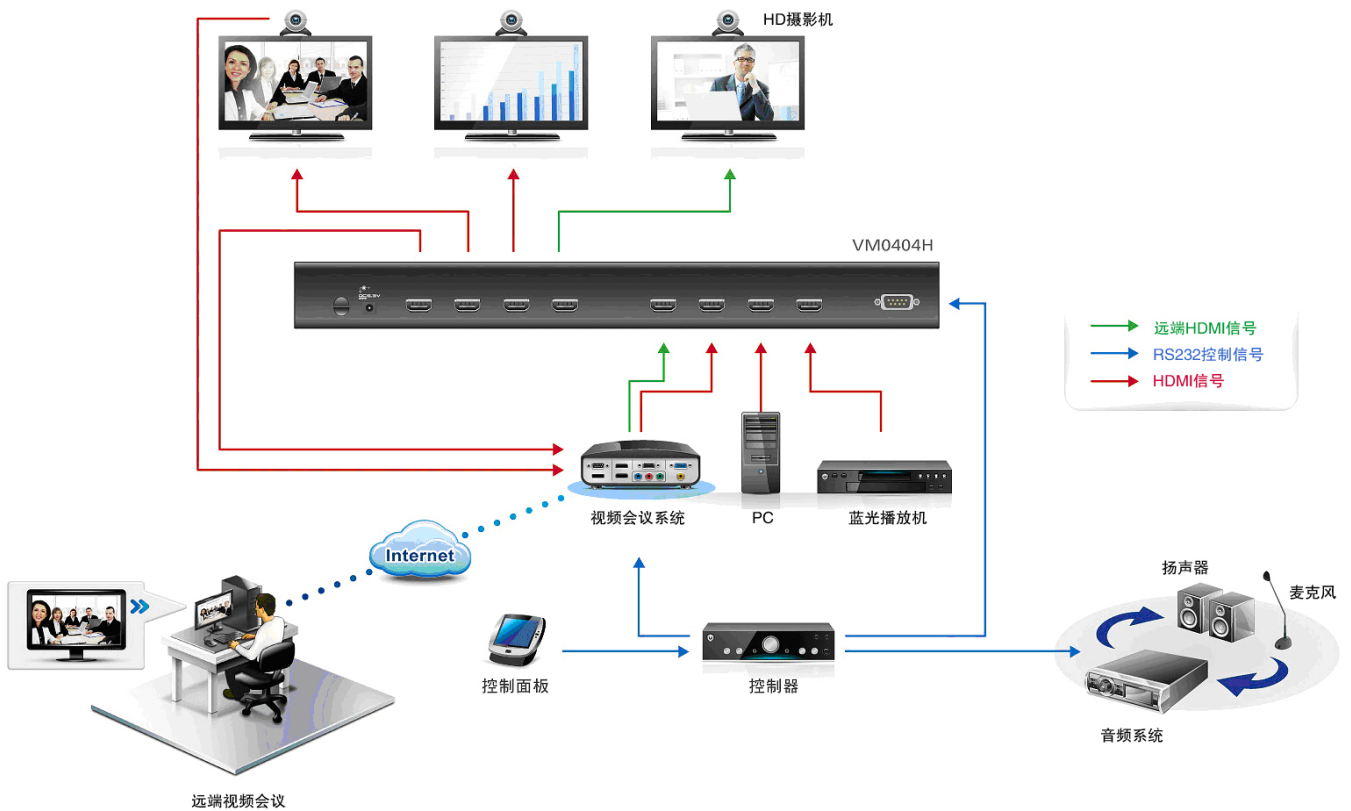 HD摄影机
VM0404H
DC5.3V
远端HDMI信号
RS232控制信号
HDMI信号
视频会议系统
PC
蓝光播放机
Internet
扬声器
麦克风
控制面板
控制器
音频系统
远端视频会议